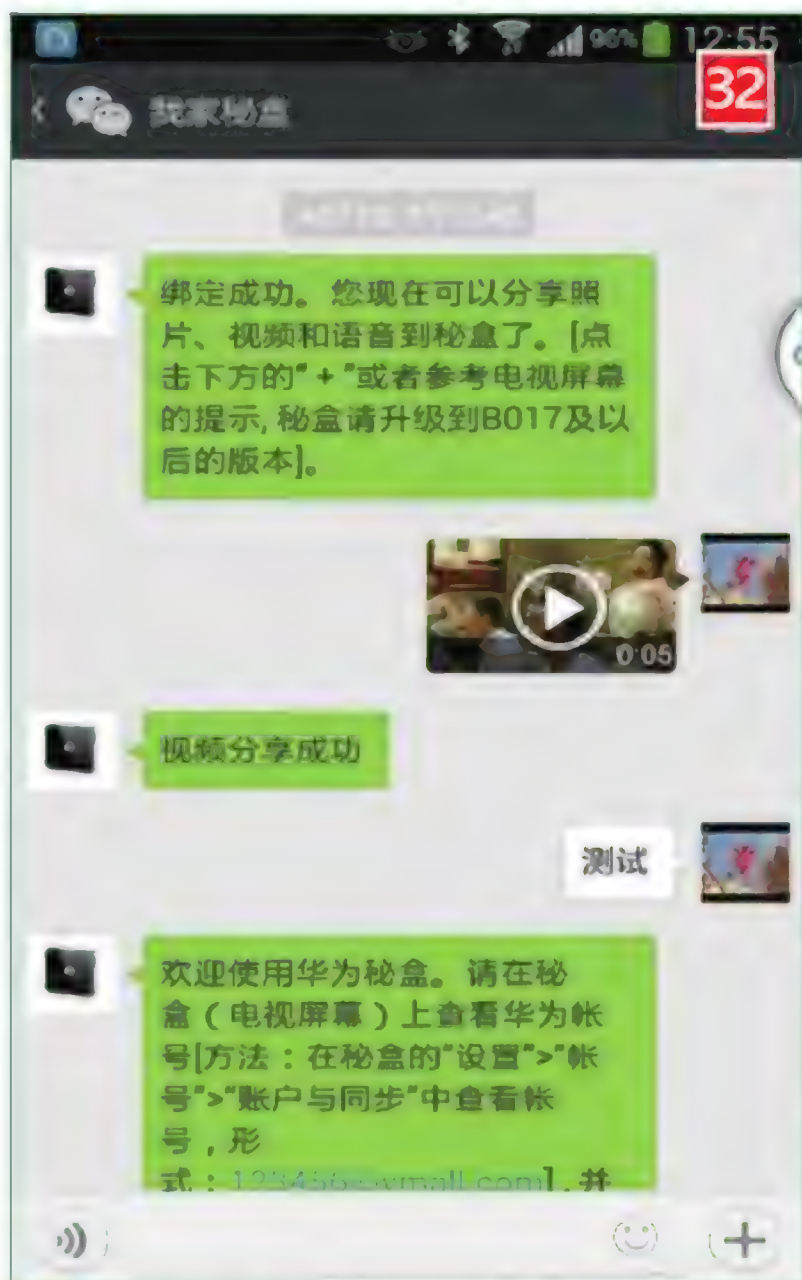 96% 12:55
32
我家秘盒
绑定成功。您现在可以分享照
片、视频和语音到秘盒了。[点
击下方的"+"或者参考电视屏幕
的提示,秘盒请升级到B017及以
后的版本]。
0:05
视频分享成功
测试
欢迎使用华为秘盒。请在秘
盒（电视屏幕）上查看华为帐
号[方法：在秘盒的"设置">"帐
号">"账户与同步"中查看帐
号，形
式：123456@vmall.com],并